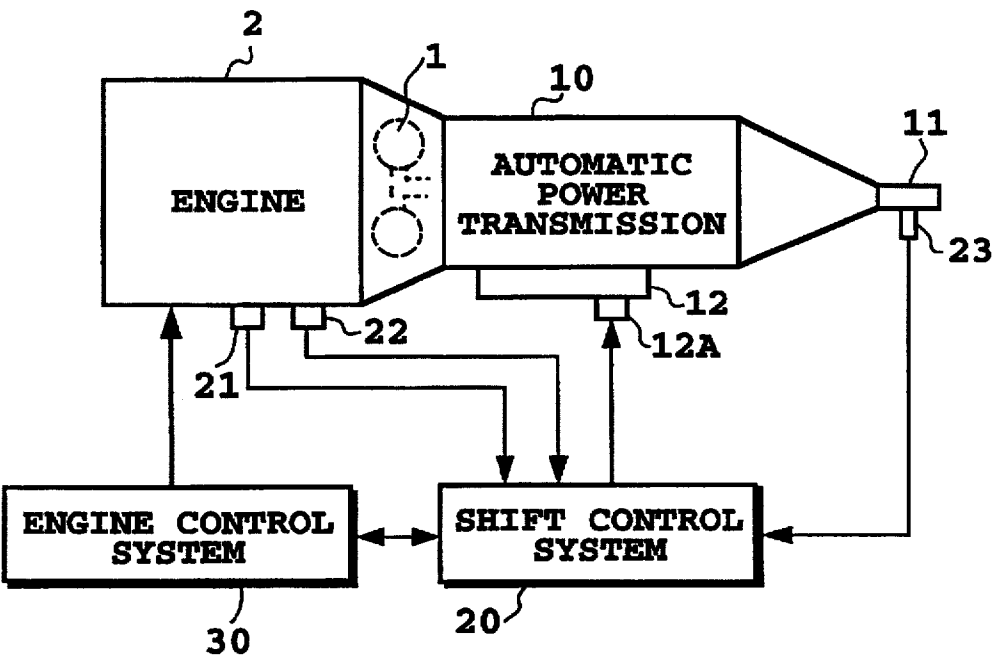 2
1
10
11
ENGINE
AUTOMATIC
POWER
TRANSMISSION
23
12
22
12A
21
ENGINE CONTROL
SYSTEM
SHIFT CONTROL
SYSTEM
30
20